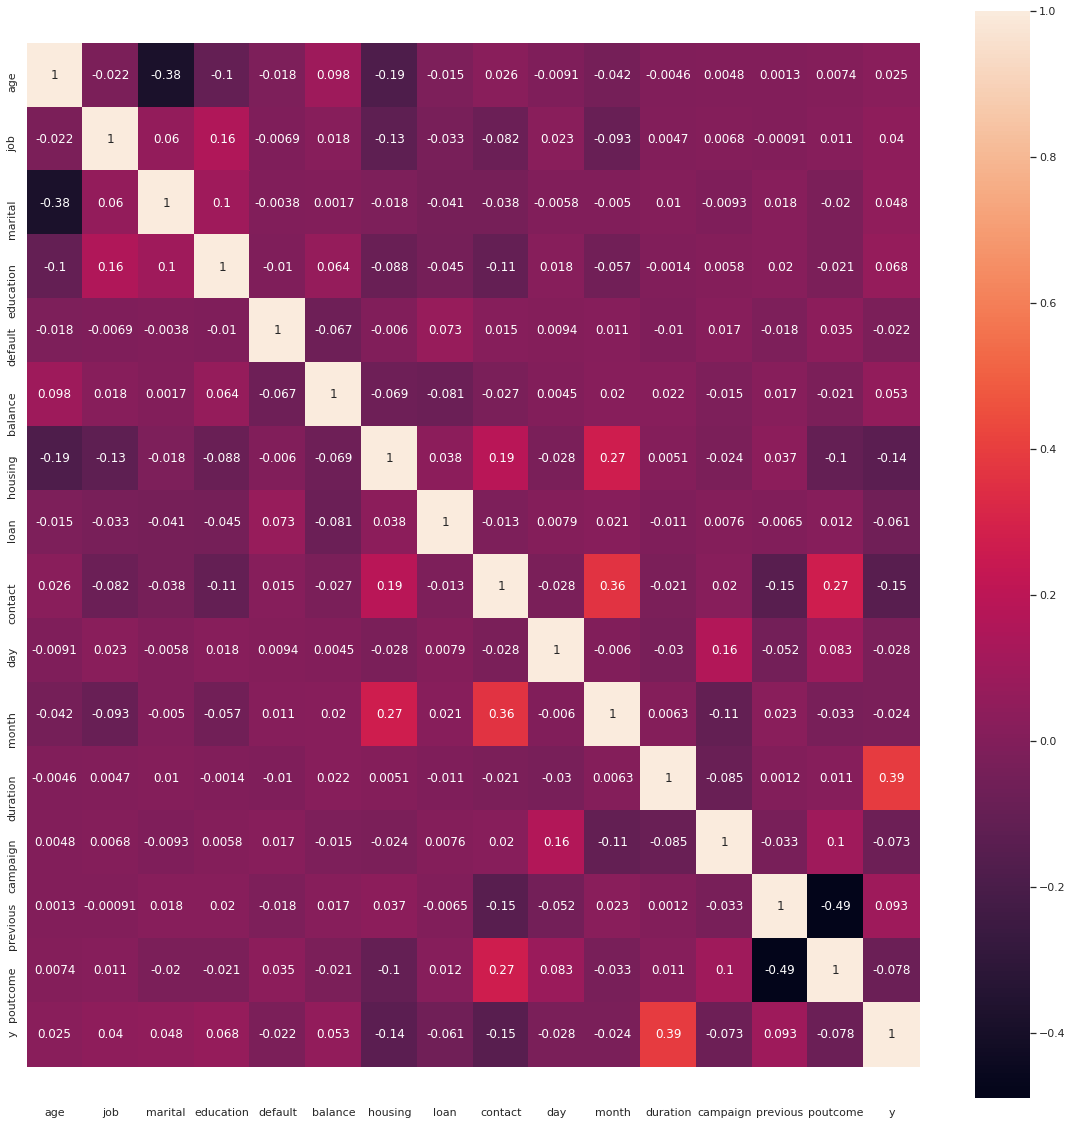 age 1 -0.022 -0.38 -0.1 -0.018 0.098 -0.19 -0.015 0.026 -0.0091 -0.042 -0.0046 0.0048 0.0013 0.0074 0.025
job -0.022 1 0.06 0.16 -0.0069 0.018 -0.13 -0.033 -0.082 0.023 -0.093 0.0047 0.0068 -0.00091 0.011 0.04
marital -0.38 0.06 1 0.1 -0.0038 0.0017 -0.018 -0.041 -0.038 -0.0058 -0.005 0.01 -0.0093 0.018 -0.02 0.048
education -0.1 0.16 0.1 1 -0.01 0.064 -0.088 -0.045 -0.11 0.018 -0.057 -0.0014 0.0058 0.02 -0.021 0.068
default -0.018 -0.0069 -0.0038 -0.01 1 -0.067 -0.006 0.073 0.015 0.0094 0.011 -0.01 0.017 -0.018 0.035 -0.022
balance 0.098 0.018 0.0017 0.064 -0.067 1 -0.069 -0.081 -0.027 0.0045 0.02 0.022 -0.015 0.017 -0.021 0.053
housing -0.19 -0.13 -0.018 -0.088 -0.006 -0.069 1 0.038 0.19 -0.028 0.27 0.0051 -0.024 0.037 -0.1 -0.14
loan -0.015 -0.033 -0.041 -0.045 0.073 -0.081 0.038 1 -0.013 0.0079 0.021 -0.011 0.0076 -0.0065 0.012 -0.061
contact 0.026 -0.082 -0.038 -0.11 0.015 -0.027 0.19 -0.013 1 -0.028 0.36 -0.021 0.02 -0.15 0.27 -0.15
day -0.0091 0.023 -0.0058 0.018 0.0094 0.0045 -0.028 0.0079 -0.028 1 -0.006 -0.03 0.16 -0.052 0.083 -0.028
month -0.042 -0.093 -0.005 -0.057 0.011 0.02 0.27 0.021 0.36 -0.006 1 0.0063 -0.11 0.023 -0.033 -0.024
duration -0.0046 0.0047 0.01 -0.0014 -0.01 0.022 0.0051 -0.011 -0.021 -0.03 0.0063 1 -0.085 0.0012 0.011 0.39
campaign 0.0048 0.0068 -0.0093 0.0058 0.017 -0.015 -0.024 0.0076 0.02 0.16 -0.11 -0.085 1 -0.033 0.1 -0.073
previous 0.0013 -0.00091 0.018 0.02 -0.018 0.017 0.037 -0.0065 -0.15 -0.052 0.023 0.0012 -0.033 1 -0.49 0.093
poutcome 0.0074 0.011 -0.02 -0.021 0.035 -0.021 -0.1 0.012 0.27 0.083 -0.033 0.011 0.1 -0.49 1 -0.078
y 0.025 0.04 0.048 0.068 -0.022 0.053 -0.14 -0.061 -0.15 -0.028 -0.024 0.39 -0.073 0.093 -0.078 1
age job marital education default balance housing loan contact day month duration campaign previous poutcome y
1.0
0.8
0.6
0.4
0.2
0.0
−0.2
−0.4